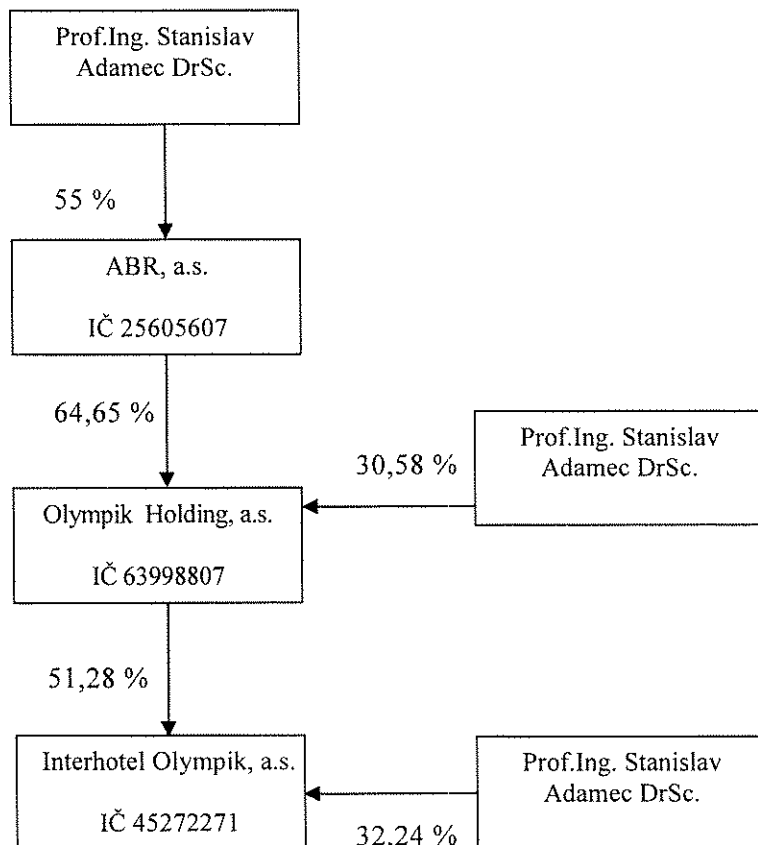 Prof.Ing. Stanislav
Adamec DrSc.
55 %
ABR, a.s.
IČ 25605607
64,65 %
30,58 %
Prof.Ing. Stanislav
Adamec DrSc.
Olympik Holding, a.s.
IČ 63998807
51,28 %
Interhotel Olympik, a.s.
IČ 45272271
32,24 %
Prof.Ing. Stanislav
Adamec DrSc.